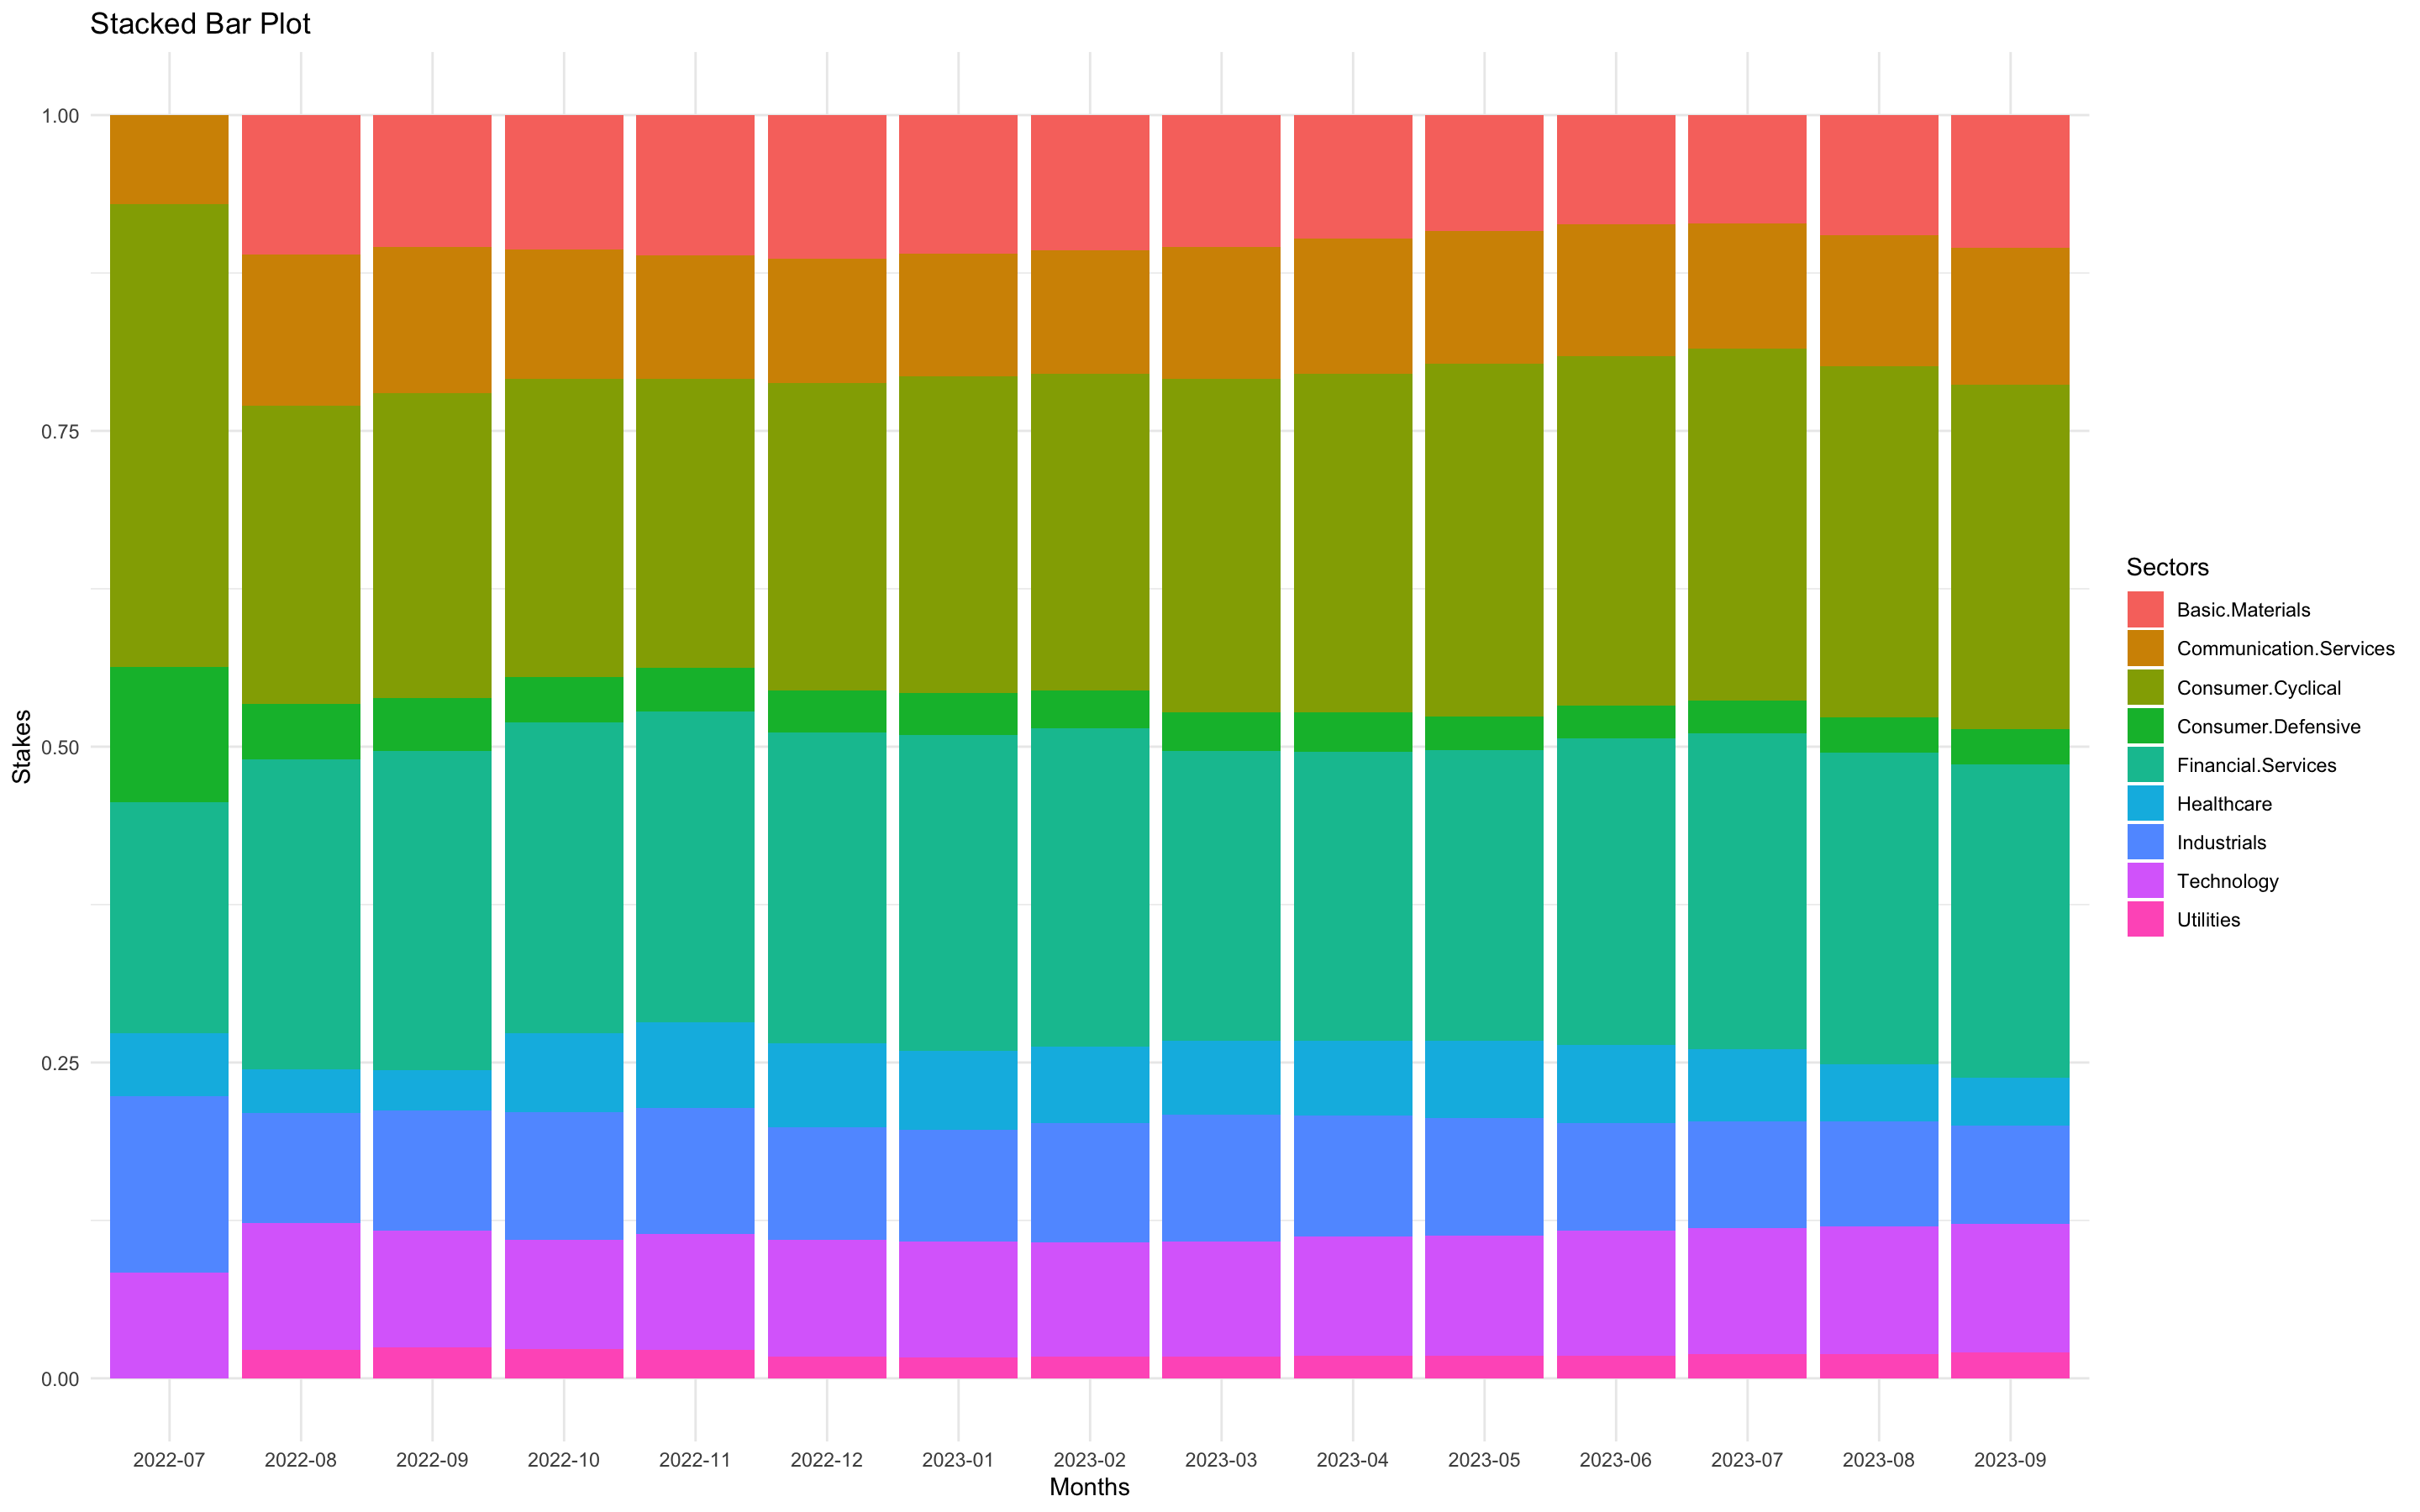 Stacked Bar Plot
1.00
0.75
0.50
0.25
0.00
Stakes
2022-07 2022-08 2022-09 2022-10 2022-11 2022-12 2023-01 2023-02 2023-03 2023-04 2023-05 2023-06 2023-07 2023-08 2023-09
Months
Sectors
Basic.Materials
Communication.Services
Consumer.Cyclical
Consumer.Defensive
Financial.Services
Healthcare
Industrials
Technology
Utilities